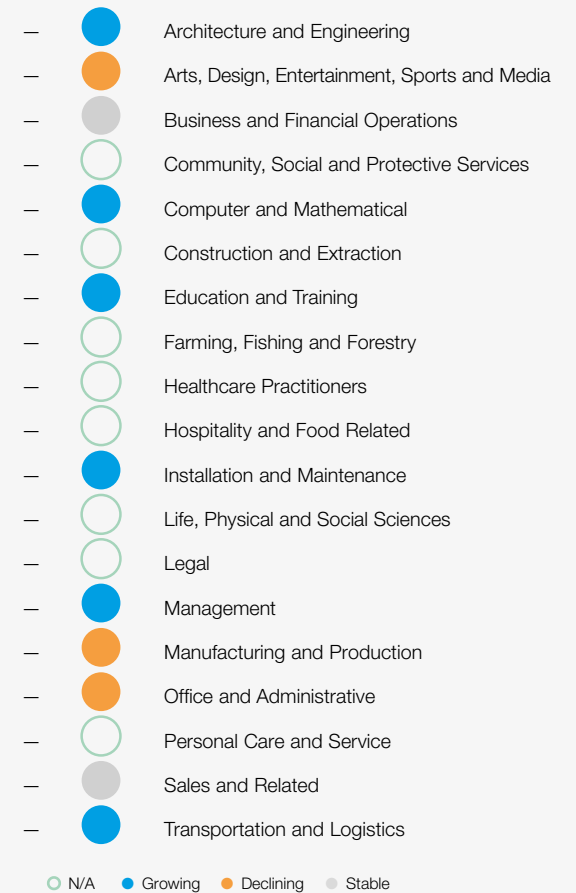 — Architecture and Engineering
— Arts, Design, Entertainment, Sports and Media
— Business and Financial Operations
— Community, Social and Protective Services
— Computer and Mathematical
— Construction and Extraction
— Education and Training
— Farming, Fishing and Forestry
— Healthcare Practitioners
— Hospitality and Food Related
— Installation and Maintenance
— Life, Physical and Social Sciences
— Legal
— Management
— Manufacturing and Production
— Office and Administrative
— Personal Care and Service
— Sales and Related
— Transportation and Logistics
N/A Growing Declining Stable